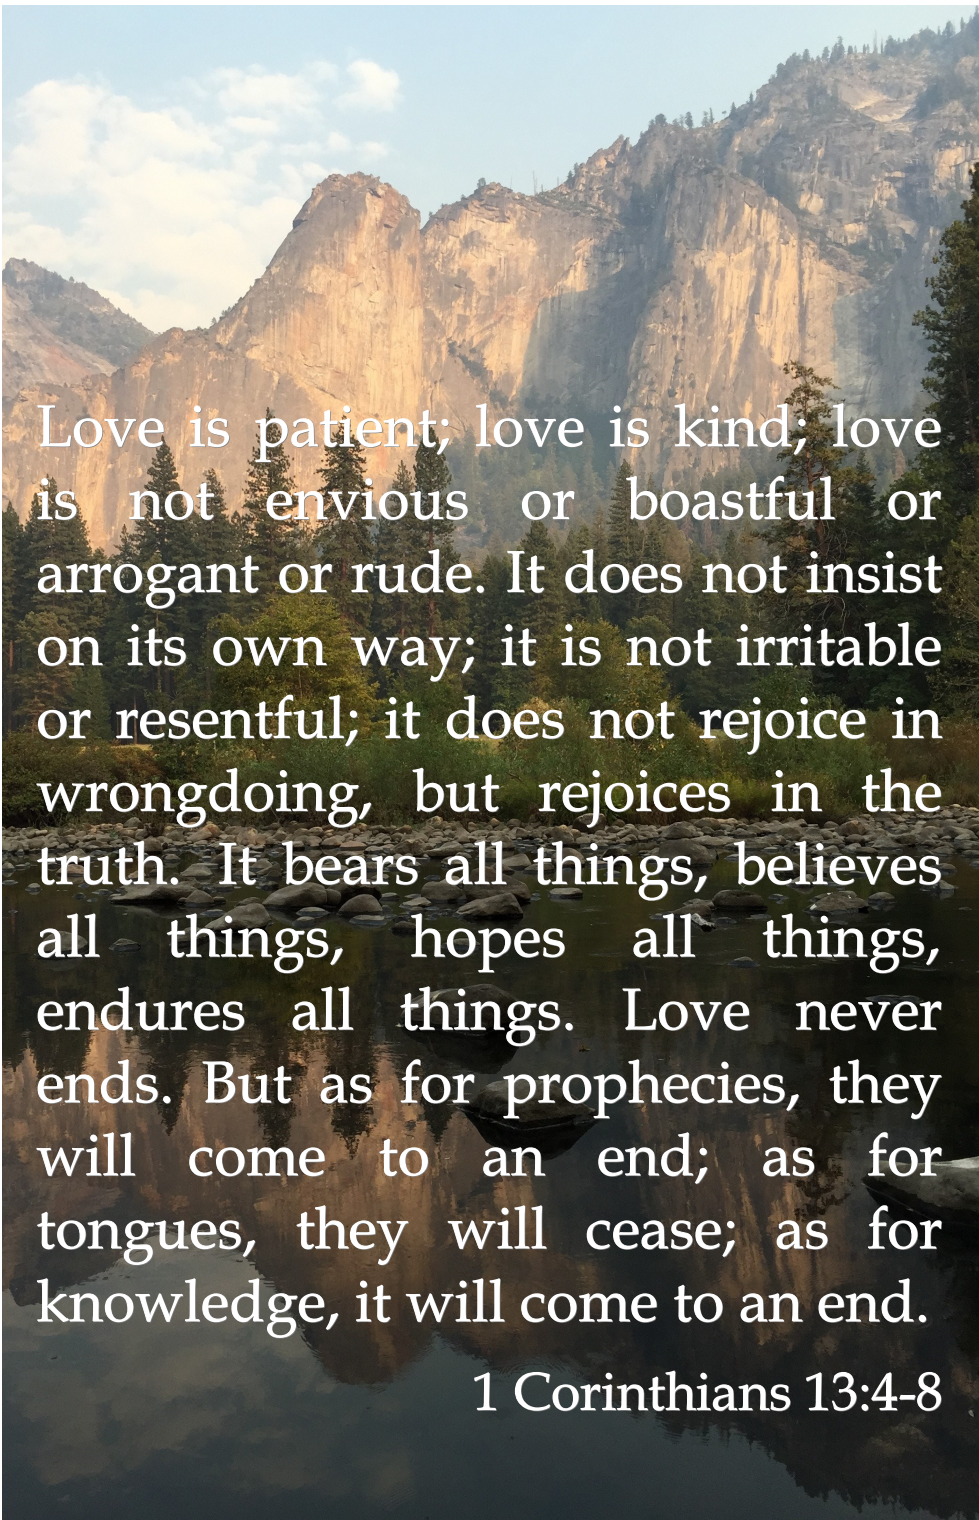 Love is patient; love is kind; love
is not envious or boastful or
arrogant or rude. It does not insist
on its own way; it is not irritable
or resentful; it does not rejoice in
wrongdoing, but rejoices in the
truth. It bears all things, believes
all things, hopes all things,
endures all things. Love never
ends. But as for prophecies, they
will come to an end; as for
tongues, they will cease; as for
knowledge, it will come to an end.
1 Corinthians 13:4-8